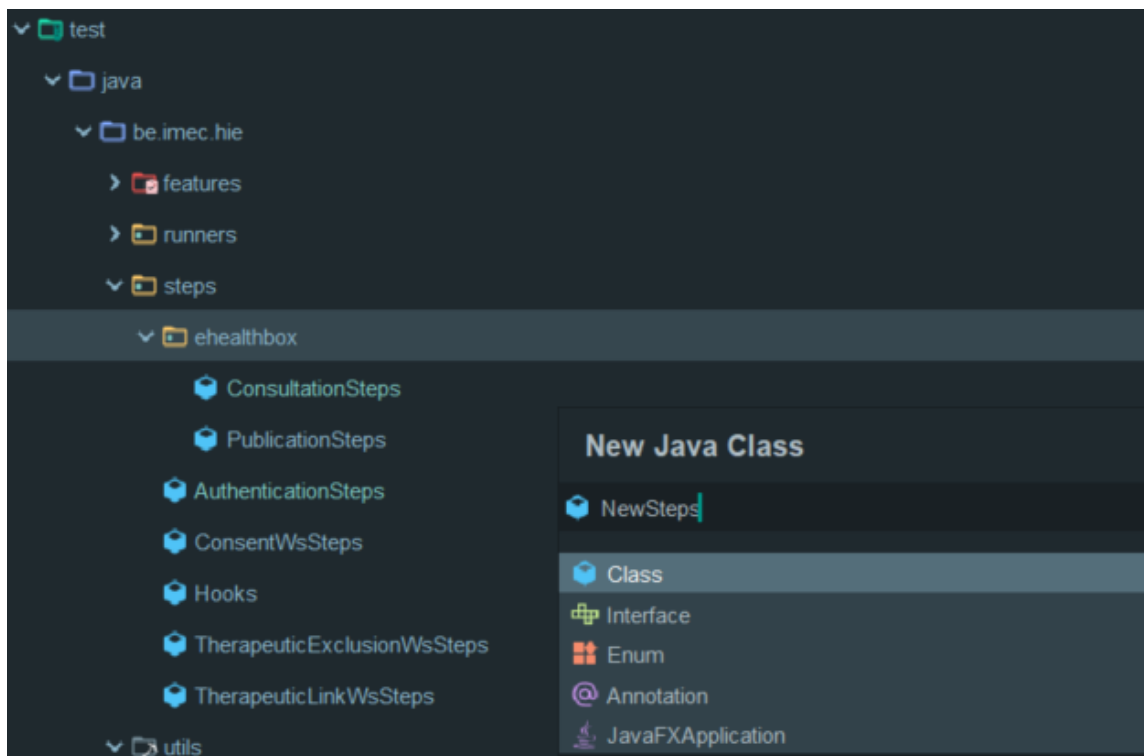 test
java
be.imec.hie
features
runners
steps
ehealthbox
ConsultationSteps
PublicationSteps
AuthenticationSteps
ConsentWsSteps
Hooks
TherapeuticExclusionWsSteps
TherapeuticLinkWsSteps
utils
New Java Class
NewSteps
Class
Interface
Enum
Annotation
JavaFXApplication